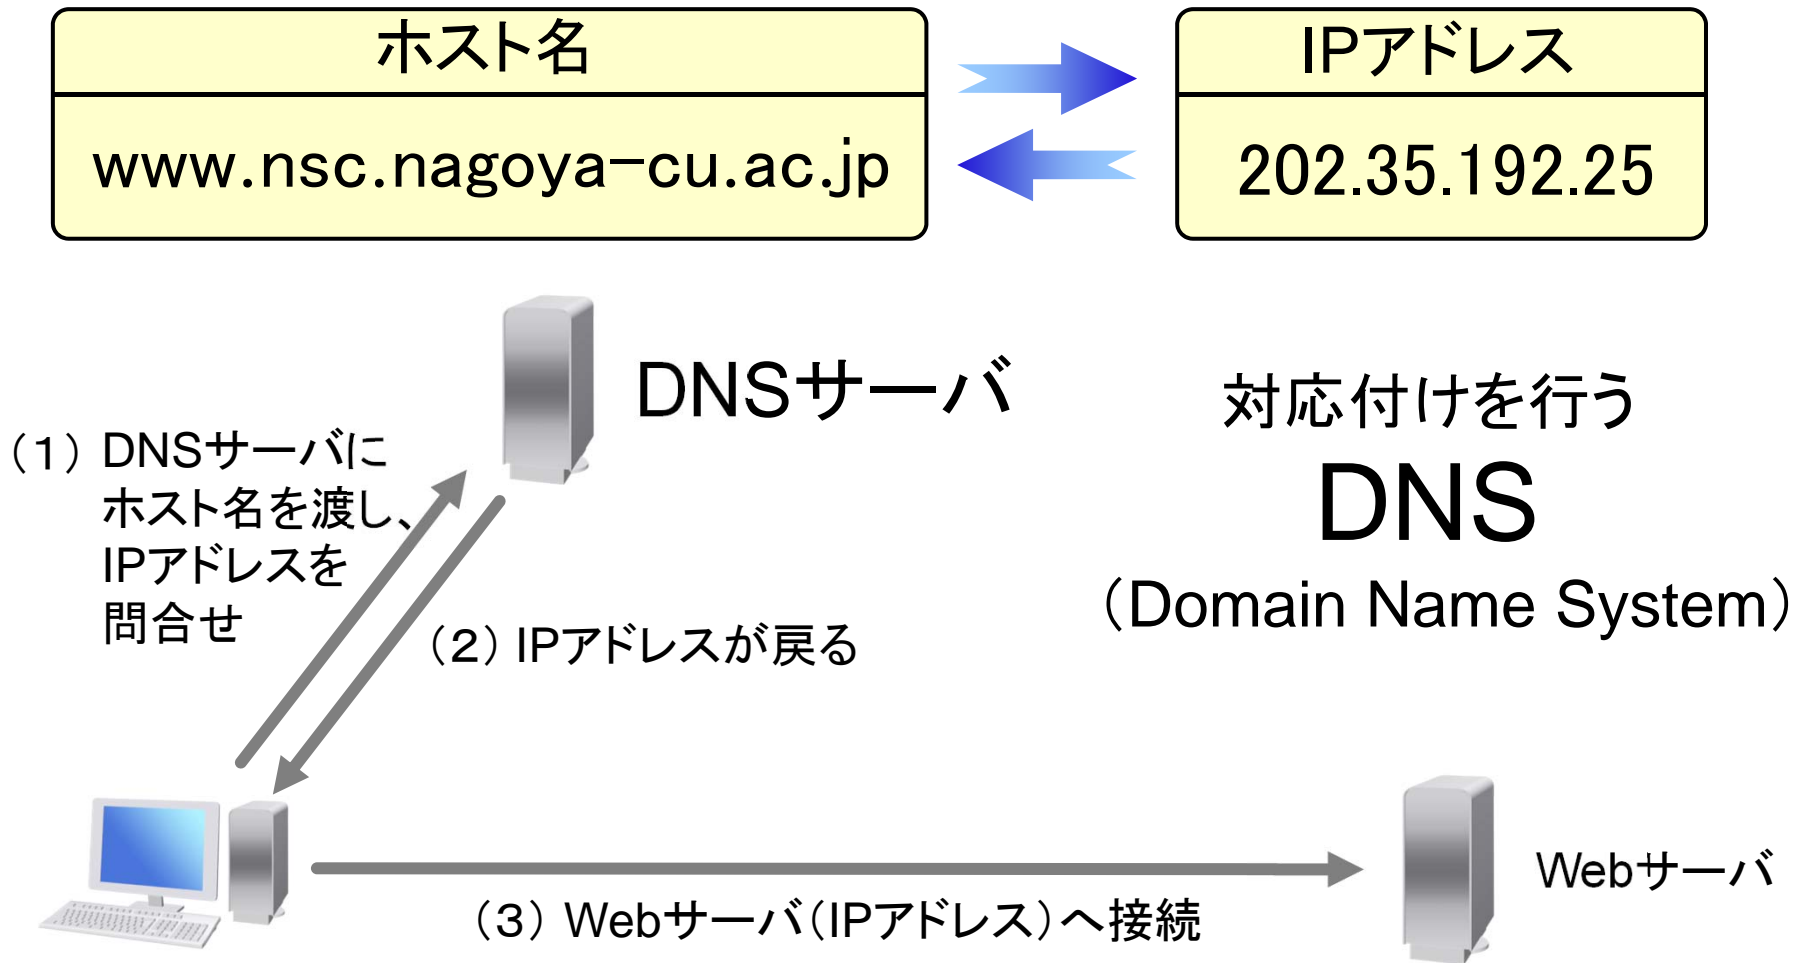 ホスト名
IPアドレス
www.nsc.nagoya-cu.ac.jp
202.35.192.25
DNSサーバ
対応付けを行う
DNS
（Domain Name System）
（１） DNSサーバに
ホスト名を渡し、
IPアドレスを
問合せ
（２） IPアドレスが戻る
Webサーバ
（３） Webサーバ（IPアドレス）へ接続